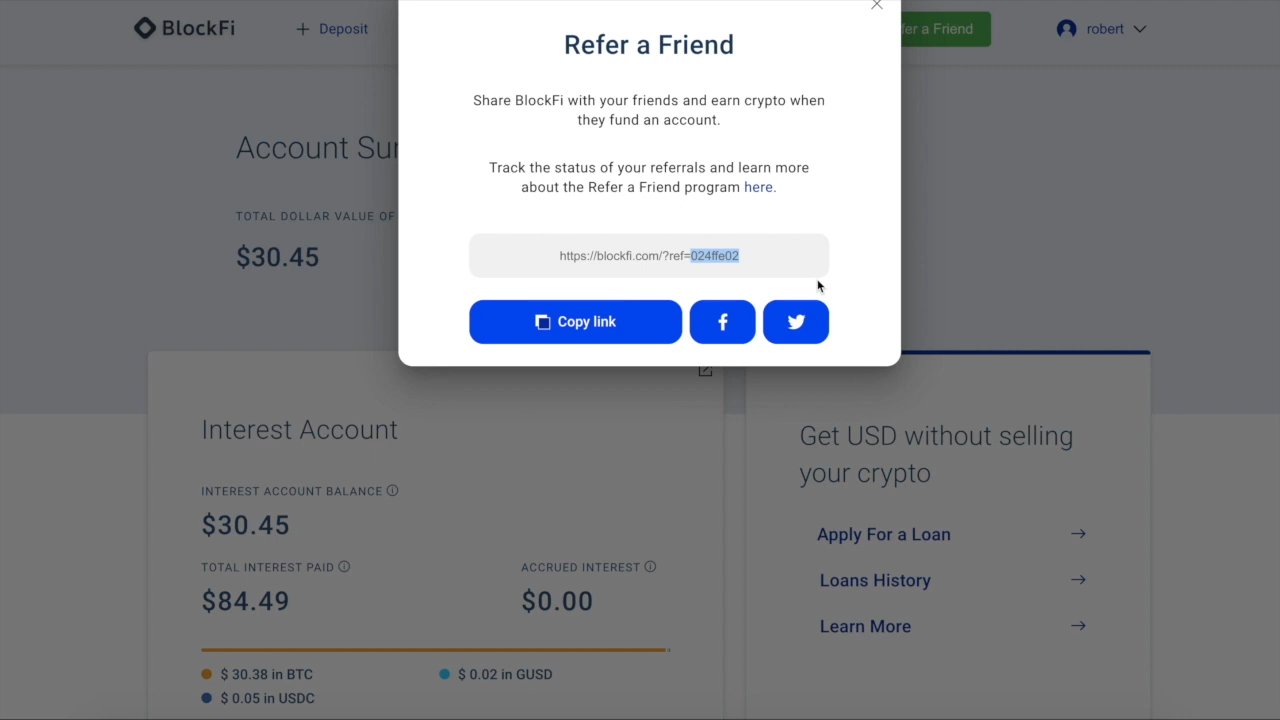 BlockFi
Deposit
fer a Friend
robert
Refer a Friend
Share BlockFi with your friends and earn crypto when
they fund an account.
Track the status of your referrals and learn more
about the Refer a Friend program here.
https://blockfi.com/?ref=024ffe02
Copy link
Account Sur
TOTAL DOLLAR VALUE OF
$30.45
Interest Account
INTEREST ACCOUNT BALANCE
$30.45
TOTAL INTEREST PAID
$84.49
ACCRUED INTEREST
$0.00
$ 30.38 in BTC
$ 0.02 in GUSD
$ 0.05 in USDC
Get USD without selling
your crypto
Apply For a Loan
Loans History
Learn More